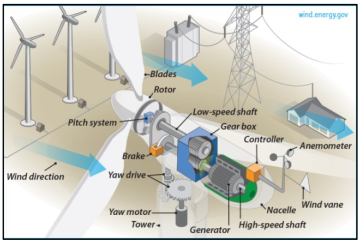 wind.energy.gov
Blades
Rotor
Low-speed shaft
Pitch system
Gear box
Controller
Anemometer
Brake
Yaw drive
Wind direction
Wind vane
Yaw motor
Nacelle
Tower
Generator
High-speed shaft